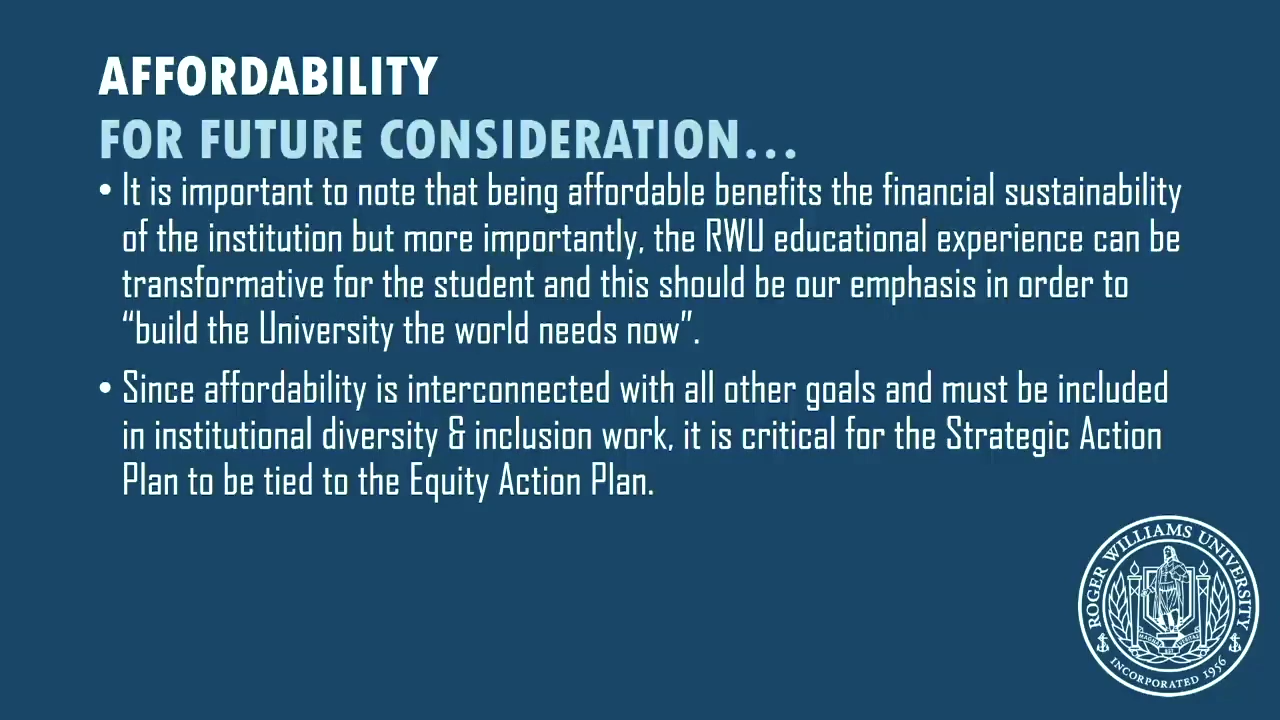 AFFORDABILITY
FOR FUTURE CONSIDERATION...
• It is important to note that being affordable benefits the financial sustainability
of the institution but more importantly, the RWU educational experience can be
transformative for the student and this should be our emphasis in order to
“build the University the world needs now”.
• Since affordability is interconnected with all other goals and must be included
in institutional diversity & inclusion work, it is critical for the Strategic Action
Plan to be tied to the Equity Action Plan.
ROGER WILLIAMS UNIVERSITY
INCORPORATED 1956